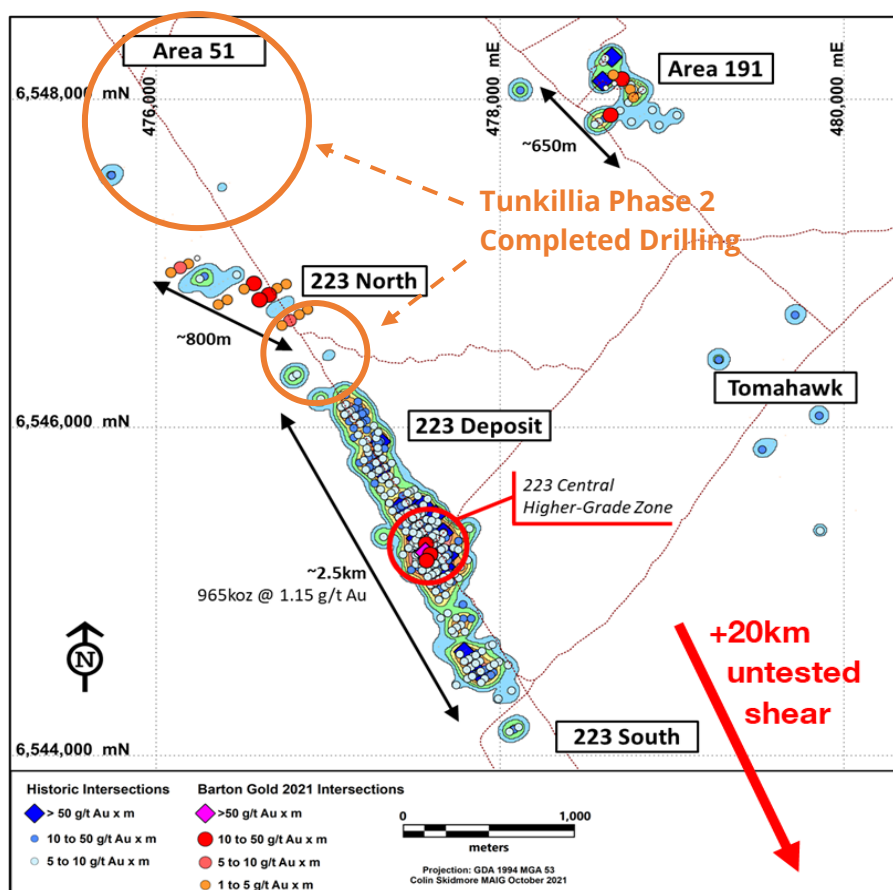 Area 51
Area 191
6,548,000 mN
476,000
478,000 mE
480,000
~650m
Tunkillia Phase 2
Completed Drilling
223 North
~800m
Tomahawk
6,546,000 mN
223 Deposit
223 Central
Higher-Grade Zone
~2.5km
965koz @ 1.15 g/t Au
+20km
untested
shear
N
223 South
6,544,000 mN
Historic Intersections
> 50 g/t Au x m
10 to 50 g/t Au x m
5 to 10 g/t Au x m
Barton Gold 2021 Intersections
>50 g/t Au x m
10 to 50 g/t Au x m
5 to 10 g/t Au x m
1 to 5 g/t Au x m
0 1,000
meters
Projection: GDA 1994 MGA 53
Colin Skidmore MAIG October 2021